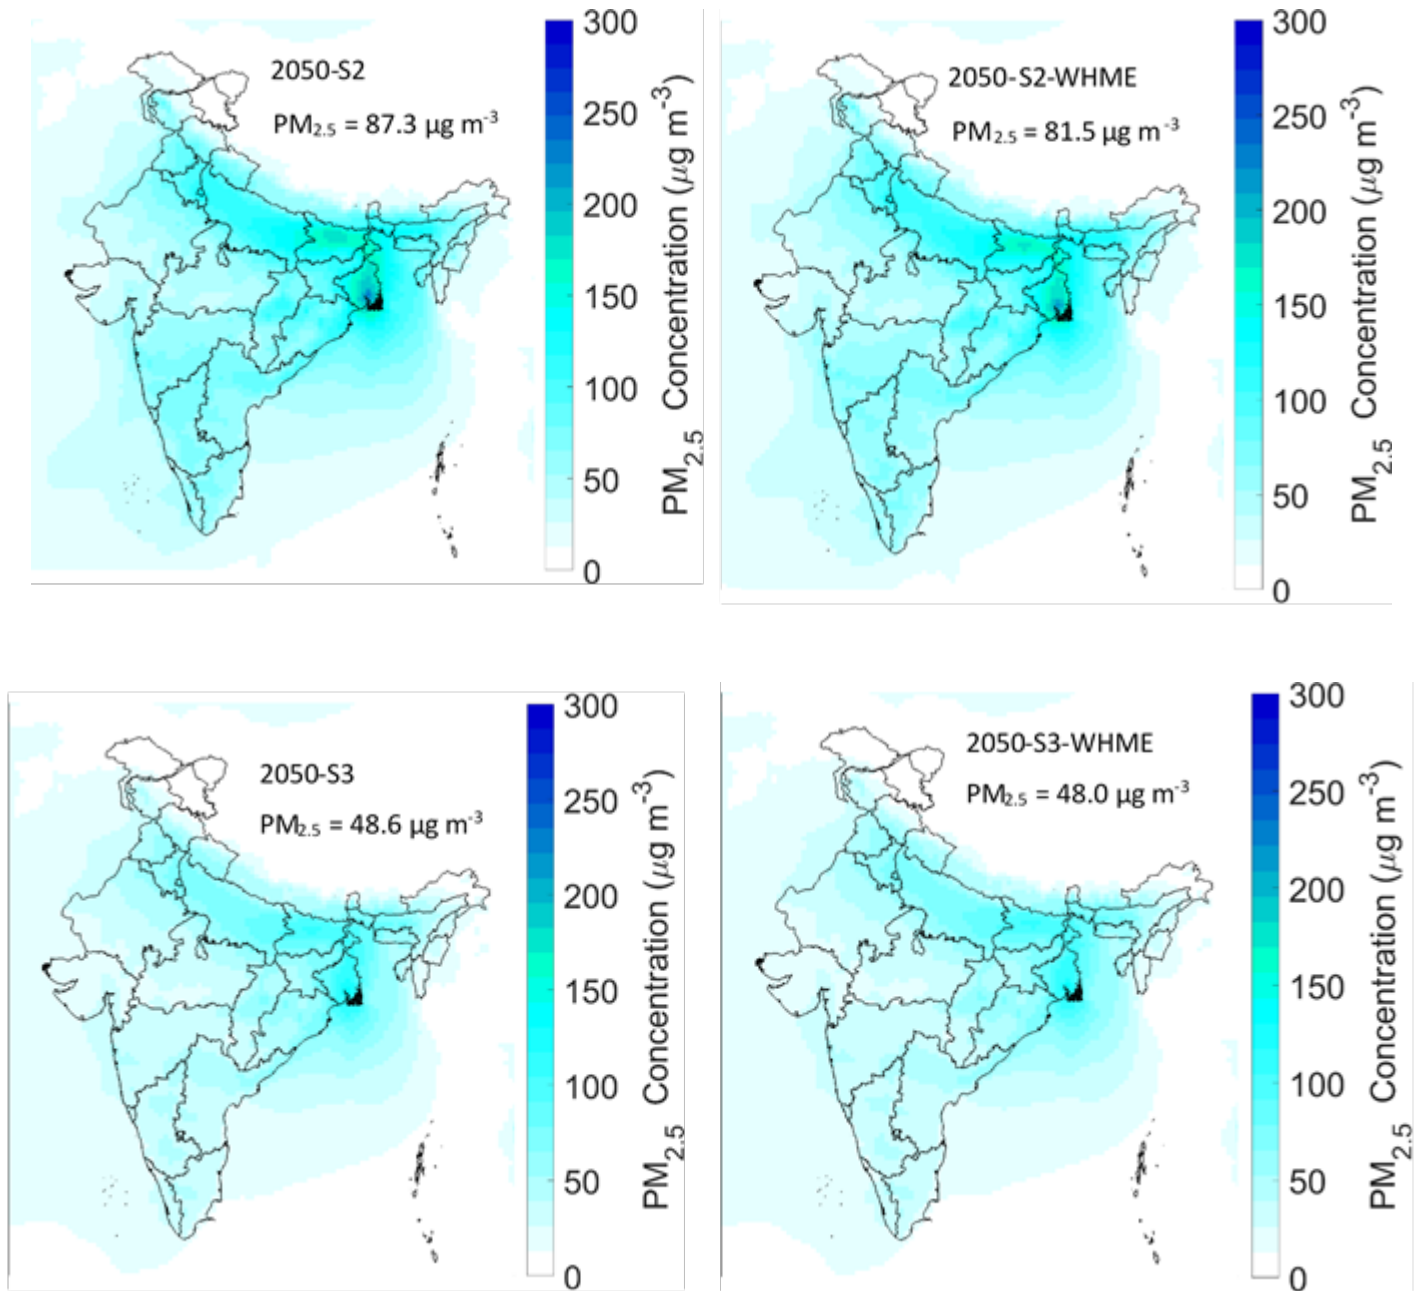 2050-S2
PM2.5 = 87.3 µg m-3
300
250
200
150
100
50
0
PM2.5 Concentration (µg m-3)
2050-S2-WHME
PM2.5 = 81.5 µg m-3
300
250
200
150
100
50
0
PM2.5 Concentration (µg m-3)
2050-S3
PM2.5 = 48.6 µg m-3
300
250
200
150
100
50
0
PM2.5 Concentration (µg m-3)
2050-S3-WHME
PM2.5 = 48.0 µg m-3
300
250
200
150
100
50
0
PM2.5 Concentration (µg m-3)